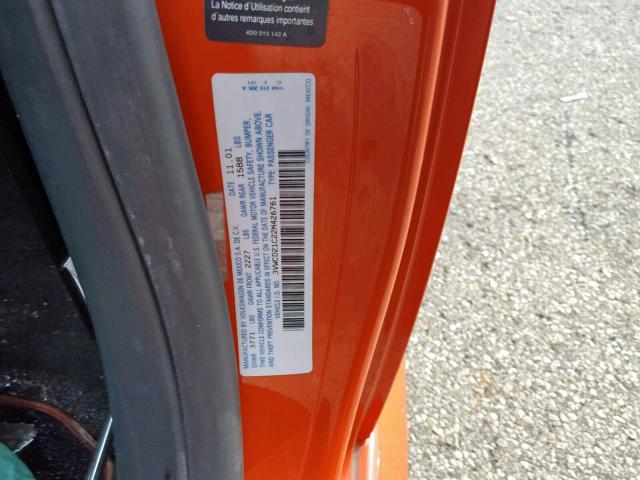 La Notice d'Utilisation contient
d'autres remarques importantes
4D0 013 142 A
MANUFACTURED BY VOLKSWAGEN DE MEXICO S.A. DE C.V. DATE 11.01
GVWR 3771 LBS GAWR FRONT 2227 LBS GAWR REAR 1588 LBS
THIS VEHICLE CONFORMS TO ALL APPLICABLE FEDERAL MOTOR VEHICLE SAFETY, BUMPER,
AND THEFT PREVENTION STANDARDS IN EFFECT ON THE DATE OF MANUFACTURE SHOWN ABOVE.
VEHICLE I.D. NO. 3VWCD21C22M426761 TYPE: PASSENGER CAR
COUNTRY OF ORIGIN: MEXICO